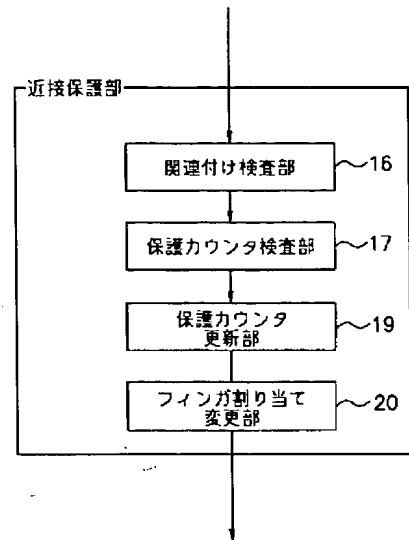 近接保護部
関連付け検査部
16
保護カウンタ検査部
17
保護カウンタ
更新部
19
フィンガ割り当て
変更部
20